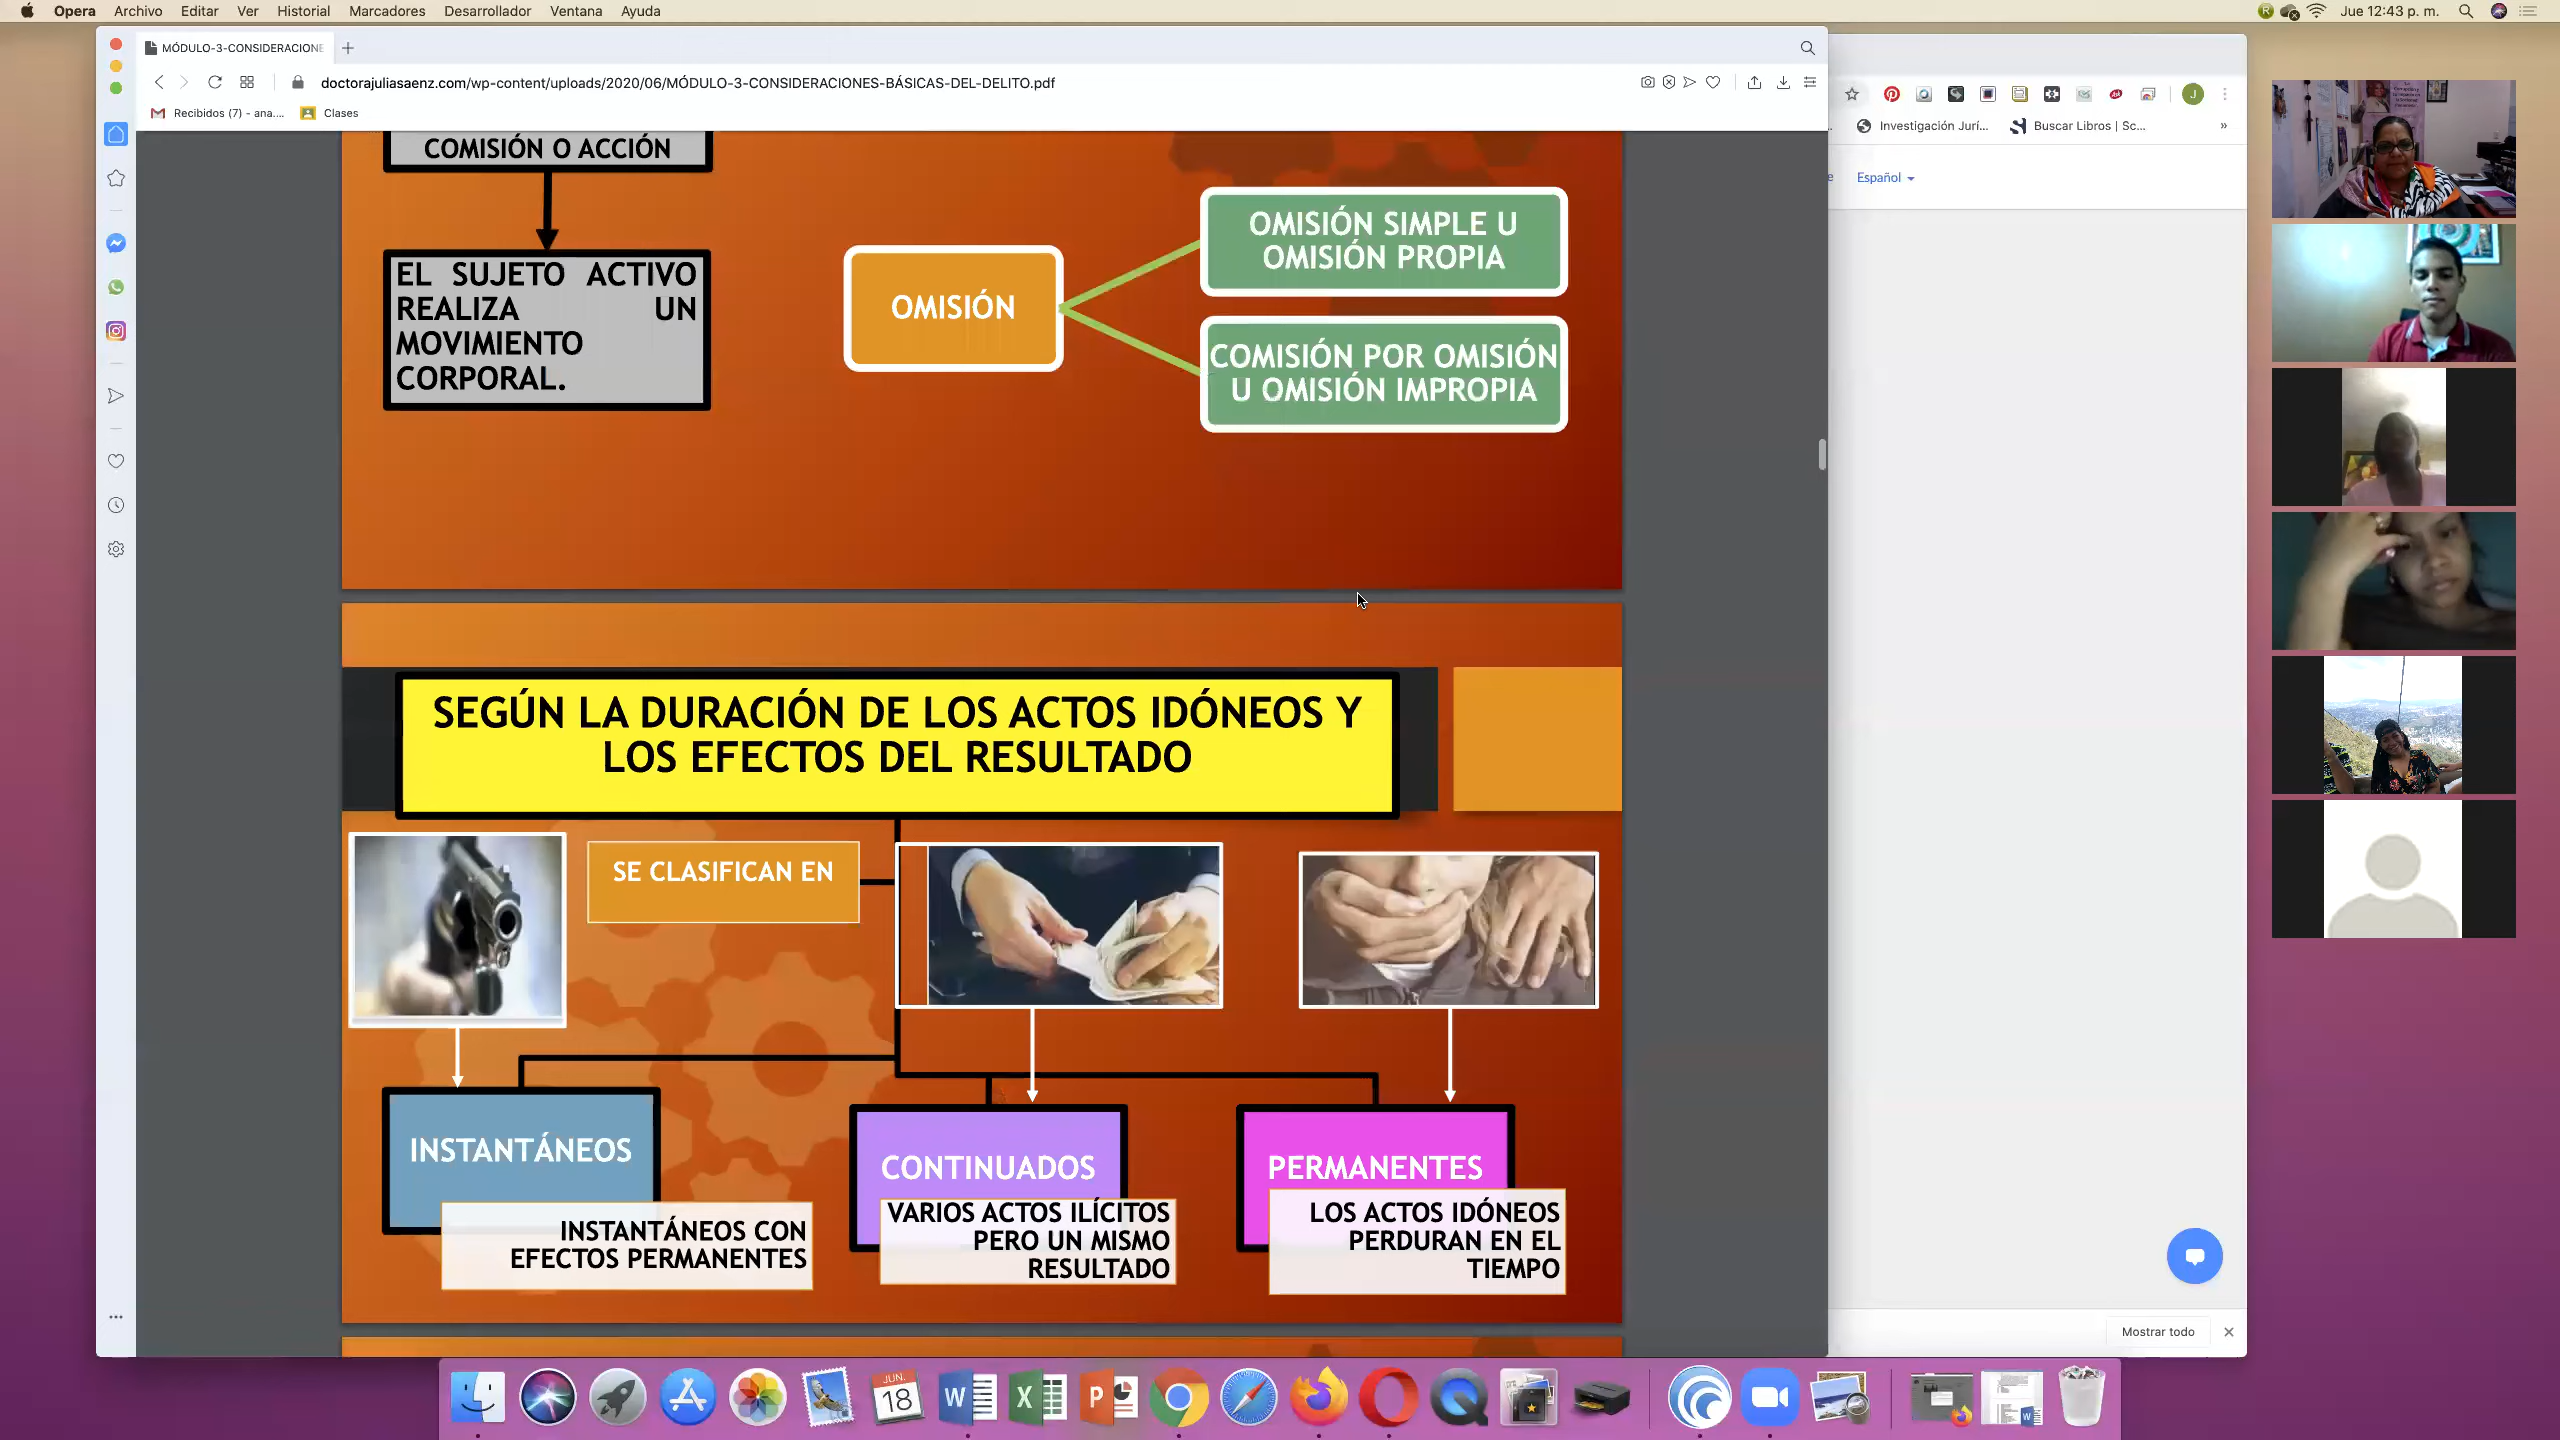 Opera Archivo Editar Ver Historial Marcadores Desarrollador Ventana Ayuda
Jue 12:43 p. m.
MÓDULO-3-CONSIDERACIONE
doctorajuliasaenz.com/wp-content/uploads/2020/06/MÓDULO-3-CONSIDERACIONES-BÁSICAS-DEL-DELITO.pdf
Recibidos (7) - ana....
Clases
Investigación Jurí...
Buscar Libros | Sc...
»
Español
COMISIÓN O ACCIÓN
EL SUJETO ACTIVO
REALIZA UN
MOVIMIENTO
CORPORAL.
OMISIÓN
OMISIÓN SIMPLE U
OMISIÓN PROPIA
COMISIÓN POR OMISIÓN
U OMISIÓN IMPROPIA
SEGÚN LA DURACIÓN DE LOS ACTOS IDÓNEOS Y
LOS EFECTOS DEL RESULTADO
SE CLASIFICAN EN
INSTANTÁNEOS
INSTANTÁNEOS CON
EFECTOS PERMANENTES
CONTINUADOS
VARIOS ACTOS ILÍCITOS
PERO UN MISMO
RESULTADO
PERMANENTES
LOS ACTOS IDÓNEOS
PERDURAN EN EL
TIEMPO
Mostrar todo
JUN.
18